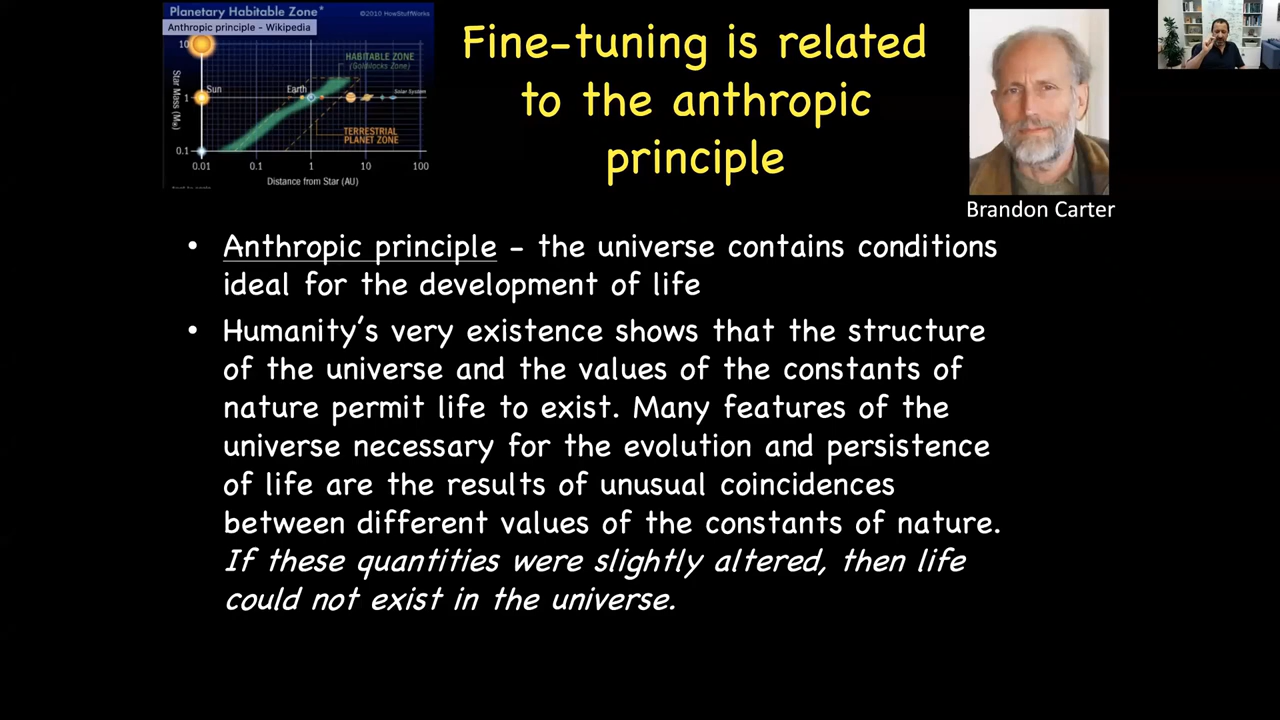 Planetary Habitable Zone*
©2010 HowStuffWorks
Anthropic principle – Wikipedia
10
HABITABLE ZONE
(Goldilocks Zone)
Star Mass (M⊙)
Sun
Earth
Solar System
1
TERRESTRIAL
PLANET ZONE
0.1
0.01 0.1 1 10 100
Distance from Star (AU)
Fine-tuning is related
to the anthropic
principle
Brandon Carter
• Anthropic principle – the universe contains conditions
ideal for the development of life
• Humanity's very existence shows that the structure
of the universe and the values of the constants of
nature permit life to exist. Many features of the
universe necessary for the evolution and persistence
of life are the results of unusual coincidences
between different values of the constants of nature.
If these quantities were slightly altered, then life
could not exist in the universe.